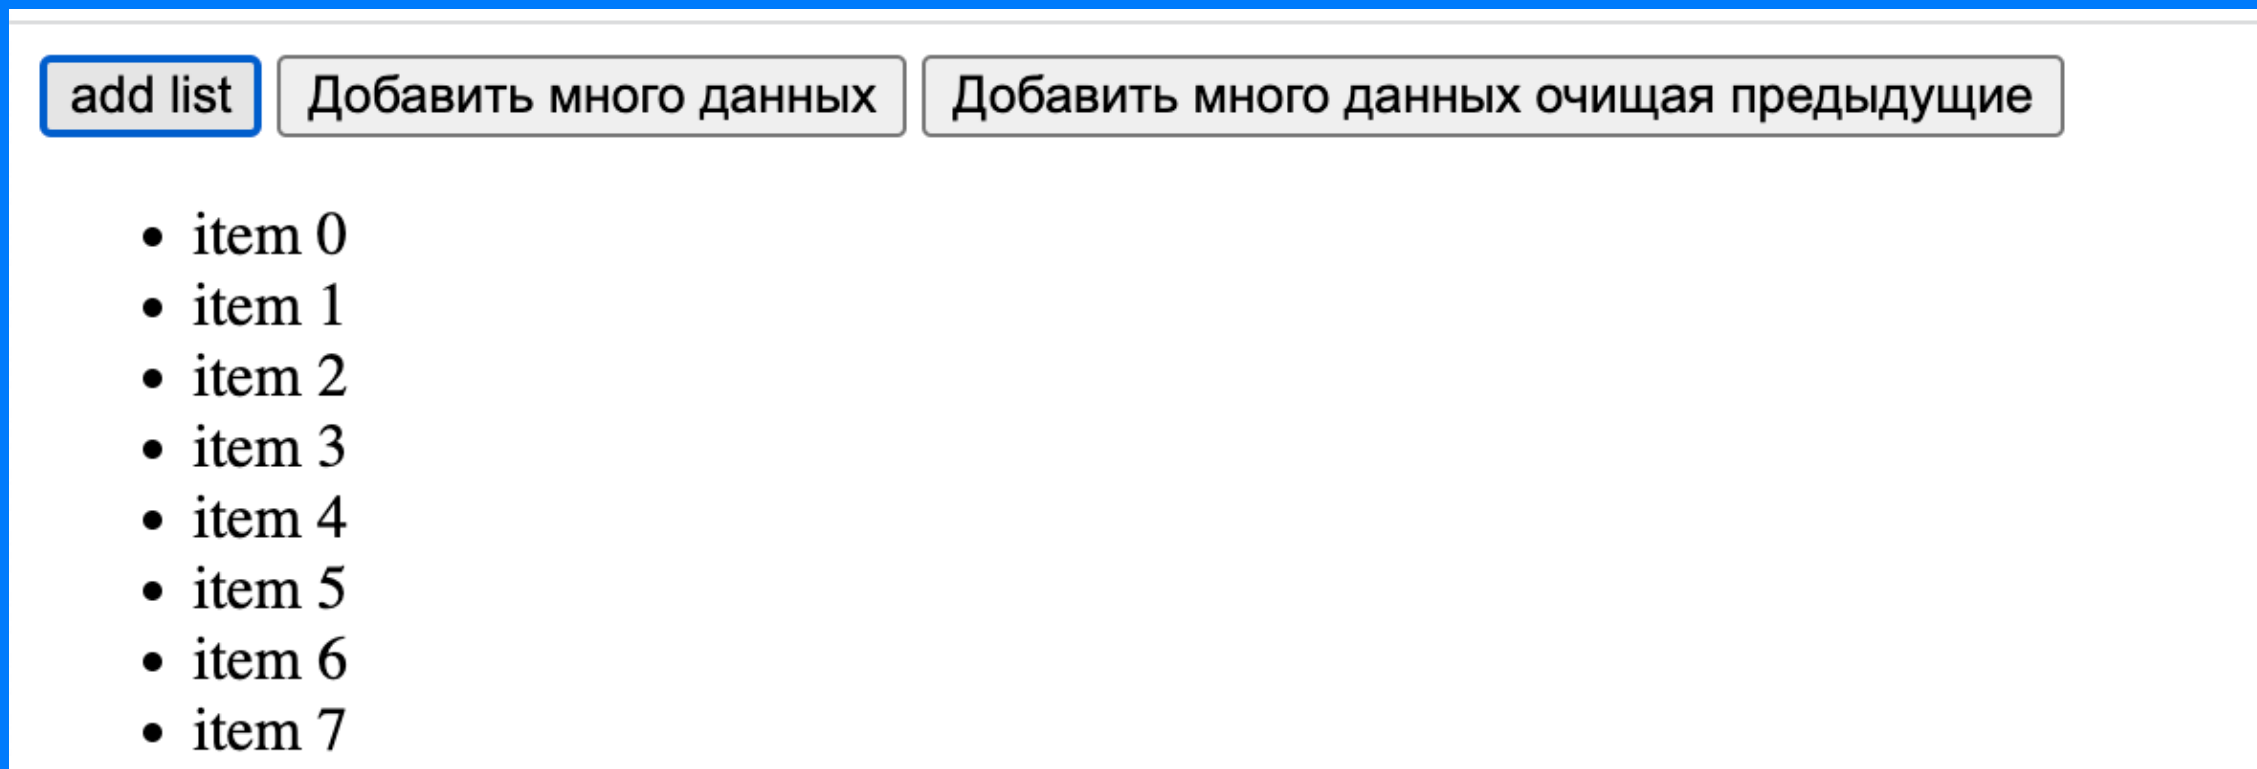 add list Добавить много данных Добавить много данных очищая предыдущие
item 0
item 1
item 2
item 3
item 4
item 5
item 6
item 7